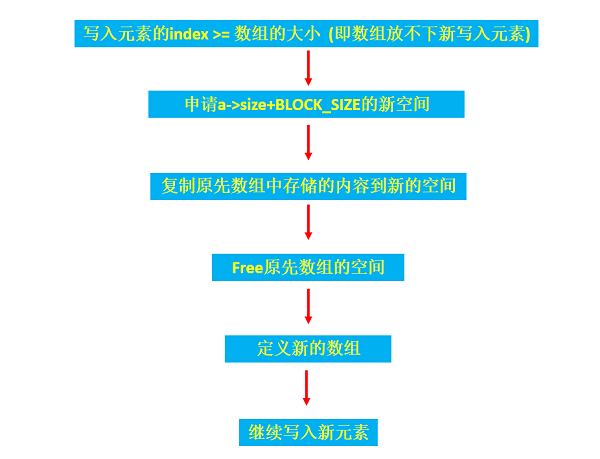 写入元素的index >= 数组的大小 (即数组放不下新写入元素)
申请a->size+BLOCK_SIZE的新空间
复制原先数组中存储的内容到新的空间
Free原先数组的空间
定义新的数组
继续写入新元素